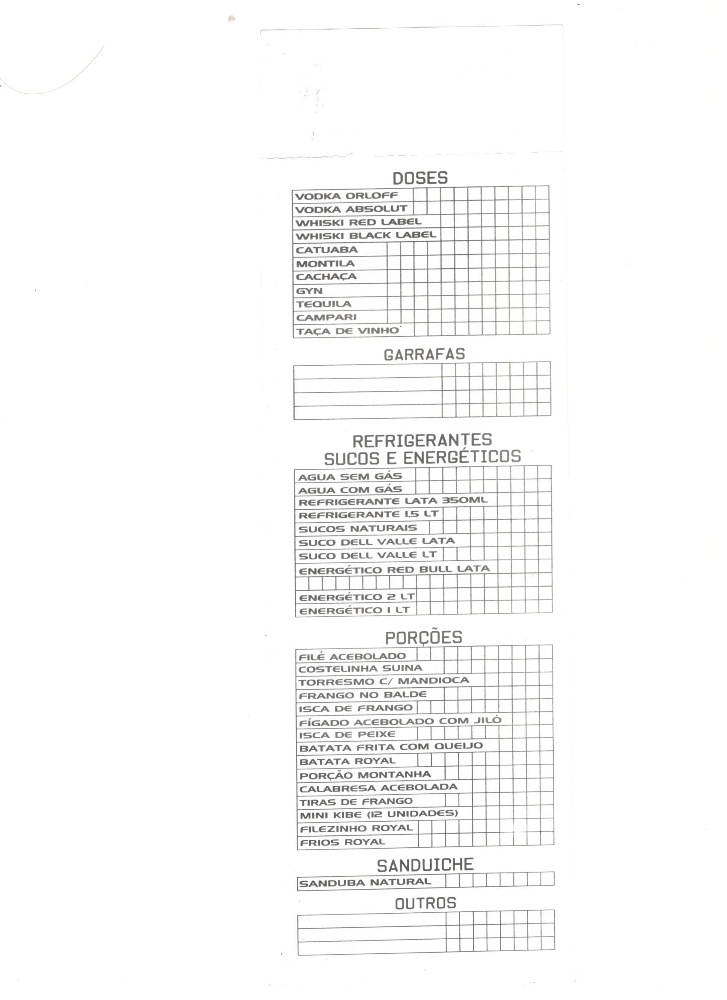 DOSES
VODKA ORLOFF
VODKA ABSOLUT
WHISKI RED LABEL
WHISKI BLACK LABEL
CATUABA
MONTILA
CACHAÇA
GYN
TEQUILA
CAMPARI
TAÇA DE VINHO
GARRAFAS
REFRIGERANTES
SUCOS E ENERGÉTICOS
AGUA SEM GÁS
AGUA COM GÁS
REFRIGERANTE LATA 350ML
REFRIGERANTE 1.5 LT
SUCOS NATURAIS
SUCO DELL VALLE LATA
SUCO DELL VALLE LT
ENERGÉTICO RED BULL LATA
ENERGÉTICO 2 LT
ENERGÉTICO 1 LT
PORÇÕES
FILÉ ACEBOLADO
COSTELINHA SUINA
TORRESMO C/ MANDIOCA
FRANGO NO BALDE
ISCA DE FRANGO
FÍGADO ACEBOLADO COM JILÓ
ISCA DE PEIXE
BATATA FRITA COM QUEIJO
BATATA ROYAL
PORÇÃO MONTANHA
CALABRESA ACEBOLADA
TIRAS DE FRANGO
MINI KIBE (12 UNIDADES)
FILEZINHO ROYAL
FRIOS ROYAL
SANDUICHE
SANDUBA NATURAL
OUTROS